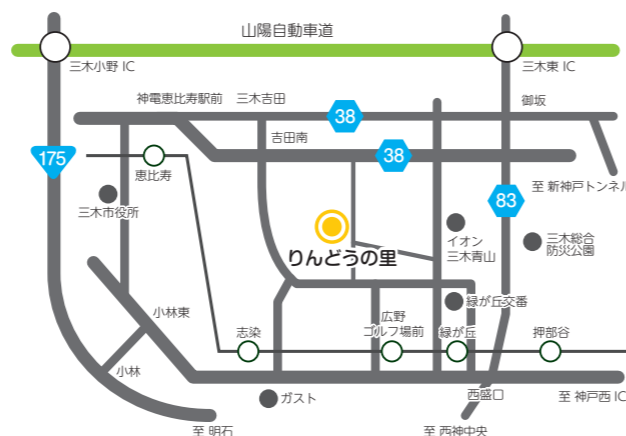 山陽自動車道
三木小野 IC
三木東 IC
神電恵比寿駅前
三木吉田
38
御坂
吉田南
175
38
恵比寿
至 新神戸トンネル
三木市役所
83
イオン
三木青山
三木総合
防災公園
りんどうの里
緑が丘交番
小林東
志染
広野
ゴルフ場前
緑が丘
押部谷
小林
ガスト
西盛口
至 神戸西 IC
至 明石
至 西神中央